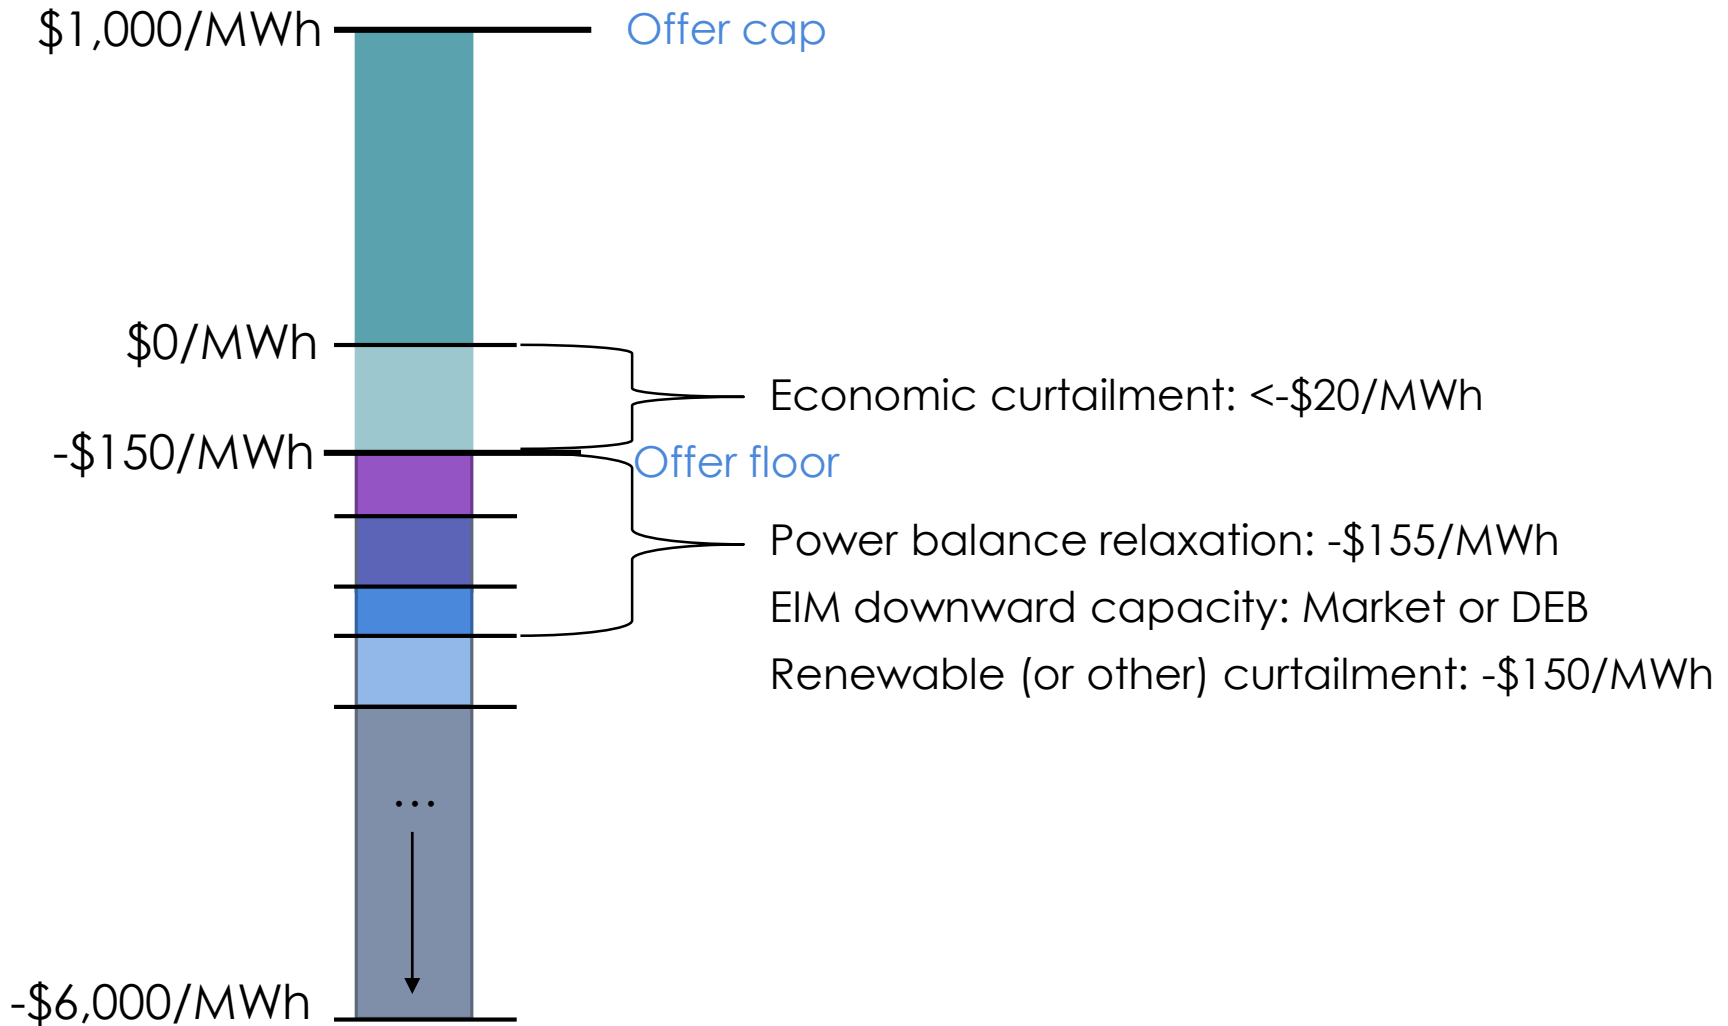 $1,000/MWh
Offer cap
$0/MWh
Economic curtailment: <-$20/MWh
-$150/MWh
Offer floor
Power balance relaxation: -$155/MWh
EIM downward capacity: Market or DEB
Renewable (or other) curtailment: -$150/MWh
...
-$6,000/MWh